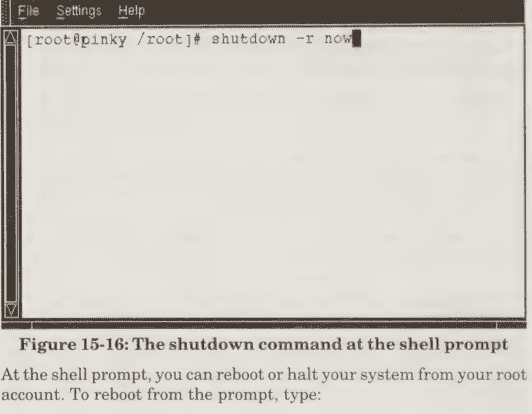 File Settings Help
[root@pinky /root]# shutdown -r now
Figure 15-16: The shutdown command at the shell prompt
At the shell prompt, you can reboot or halt your system from your root
account. To reboot from the prompt, type: